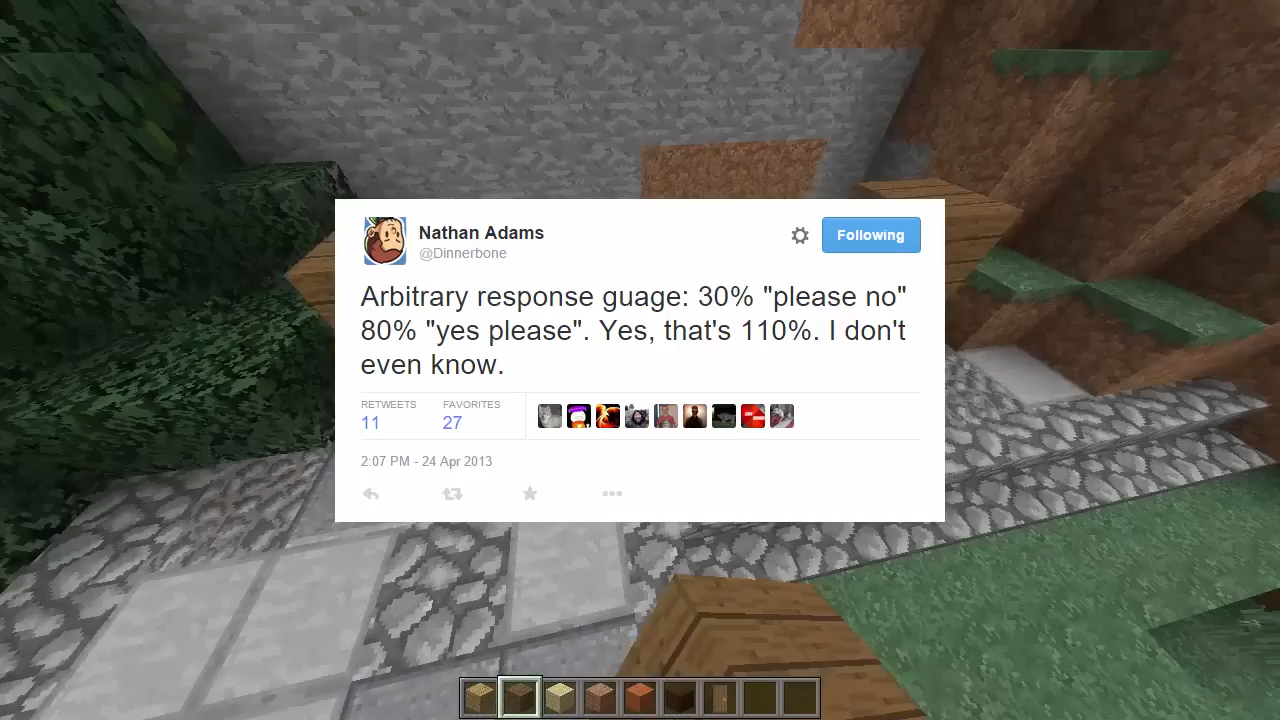 Nathan Adams
@Dinnerbone
Following
Arbitrary response guage: 30% "please no"
80% "yes please". Yes, that's 110%. I don't
even know.
RETWEETS FAVORITES
11 27
2:07 PM - 24 Apr 2013